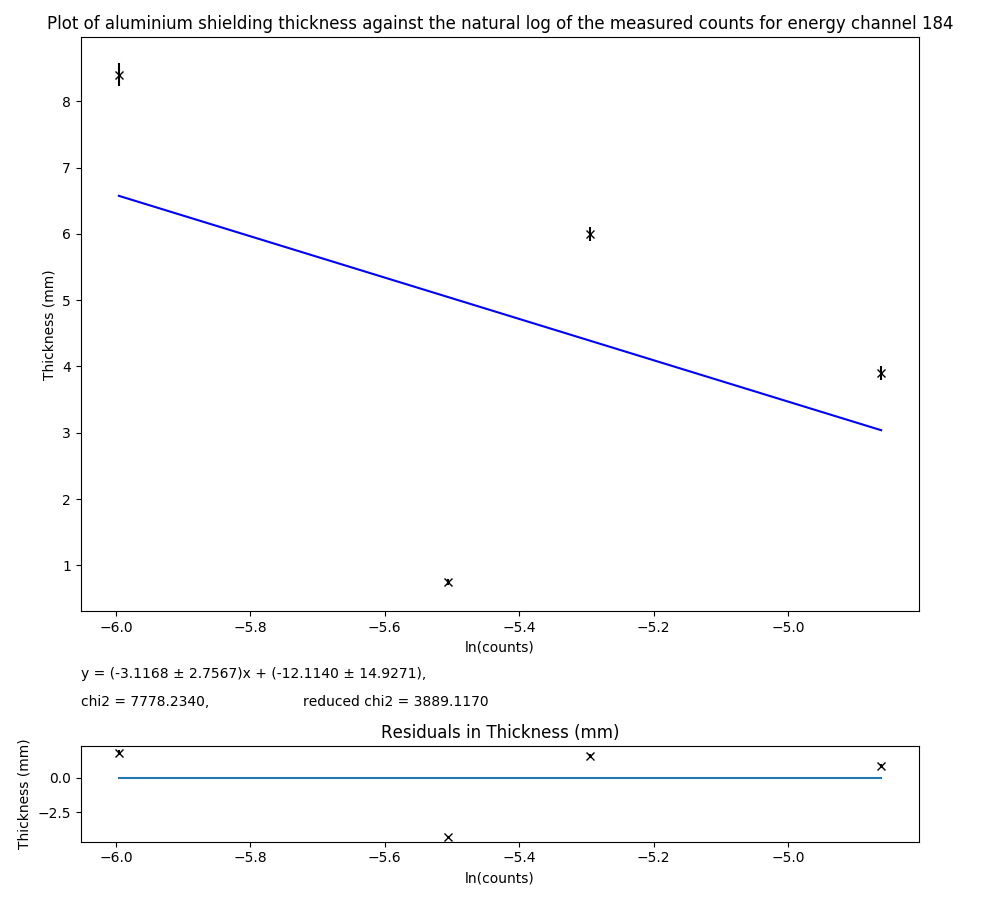 Plot of aluminium shielding thickness against the natural log of the measured counts for energy channel 184
8
7
6
5
4
3
2
1
Thickness (mm)
−6.0 −5.8 −5.6 −5.4 −5.2 −5.0
ln(counts)
y = (-3.1168 ± 2.7567)x + (-12.1140 ± 14.9271),
chi2 = 7778.2340, reduced chi2 = 3889.1170
Residuals in Thickness (mm)
0.0
−2.5
Thickness (mm)
−6.0 −5.8 −5.6 −5.4 −5.2 −5.0
ln(counts)